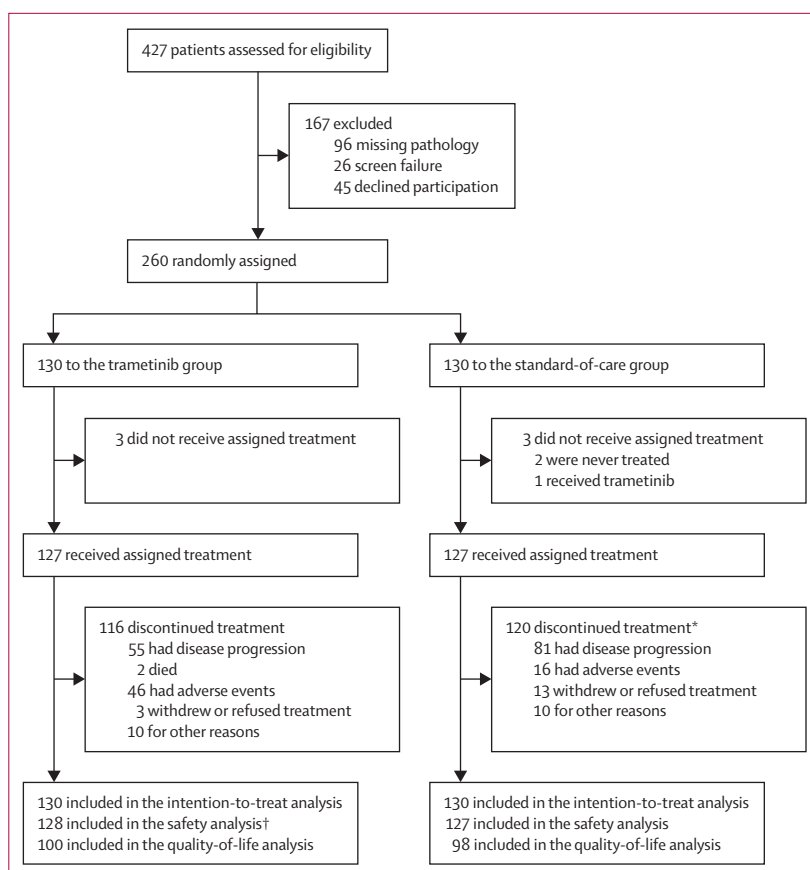 427 patients assessed for eligibility
167 excluded
96 missing pathology
26 screen failure
45 declined participation
260 randomly assigned
130 to the trametinib group
130 to the standard-of-care group
3 did not receive assigned treatment
3 did not receive assigned treatment
2 were never treated
1 received trametinib
127 received assigned treatment
127 received assigned treatment
116 discontinued treatment
55 had disease progression
2 died
46 had adverse events
3 withdrew or refused treatment
10 for other reasons
120 discontinued treatment*
81 had disease progression
16 had adverse events
13 withdrew or refused treatment
10 for other reasons
130 included in the intention-to-treat analysis
128 included in the safety analysis†
100 included in the quality-of-life analysis
130 included in the intention-to-treat analysis
127 included in the safety analysis
98 included in the quality-of-life analysis